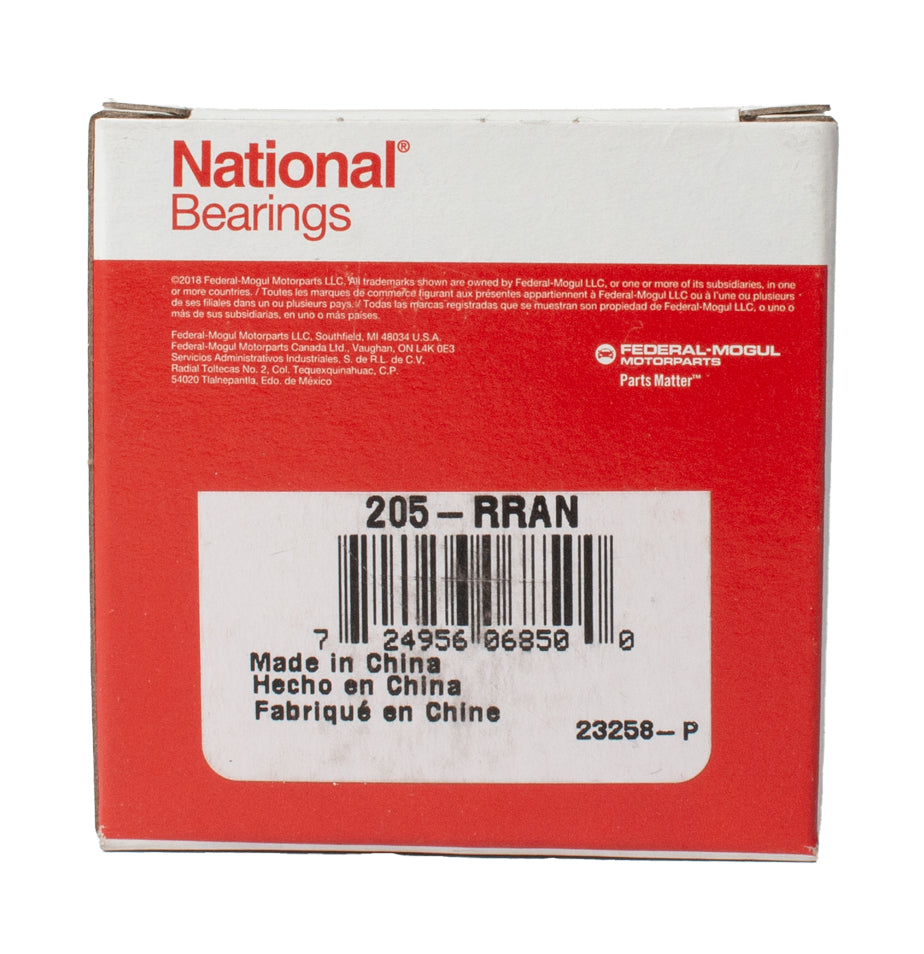 National®
Bearings
©2018 Federal-Mogul Motorparts LLC. All trademarks shown are owned by Federal-Mogul LLC, or one or more of its subsidiaries, in one
or more countries. / Toutes les marques de commerce figurant aux présentes appartiennent à Federal-Mogul LLC ou à l'une ou plusieurs
de ses filiales dans un ou plusieurs pays. / Todas las marcas registradas que se muestran son propiedad de Federal-Mogul LLC, o uno o
más de sus subsidiarias, en uno o más países.
Federal-Mogul Motorparts LLC, Southfield, MI 48034 U.S.A.
Federal-Mogul Motorparts Canada Ltd., Vaughan, ON L4K 0E3
Servicios Administrativos Industriales, S. de R.L. de C.V.
Radial Toltecas No. 2, Col. Tequexquinahuac, C.P.
54020 Tlalnepantla, Edo. de México
FEDERAL-MOGUL
MOTORPARTS
Parts Matter™
205-RRAN
7 24956 06850 0
Made in China
Hecho en China
Fabriqué en Chine
23258-P